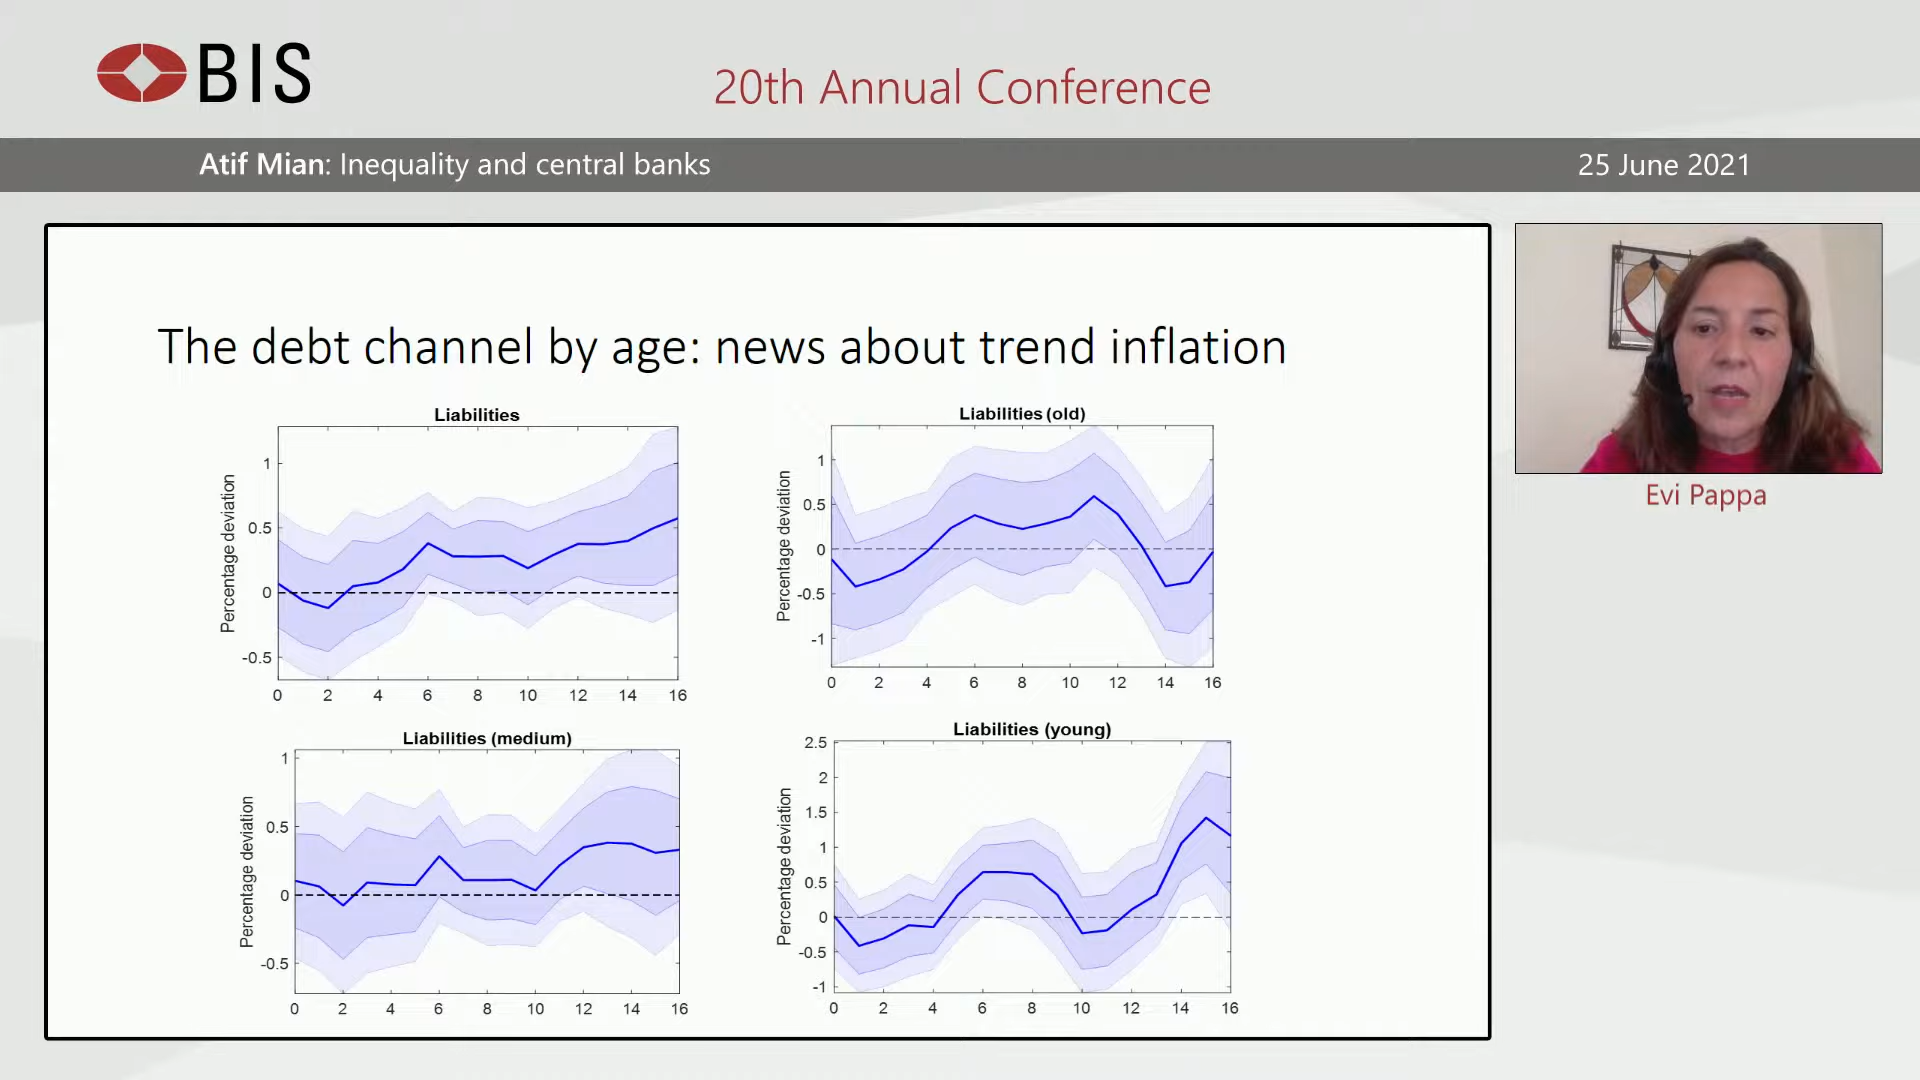 BIS
20th Annual Conference
Atif Mian: Inequality and central banks
25 June 2021
The debt channel by age: news about trend inflation
Liabilities
Percentage deviation
1
0.5
0
-0.5
0 2 4 6 8 10 12 14 16
Liabilities (old)
Percentage deviation
1
0.5
0
-0.5
-1
0 2 4 6 8 10 12 14 16
Liabilities (medium)
Percentage deviation
1
0.5
0
-0.5
0 2 4 6 8 10 12 14 16
Liabilities (young)
Percentage deviation
2.5
2
1.5
1
0.5
0
-0.5
-1
0 2 4 6 8 10 12 14 16
Evi Pappa